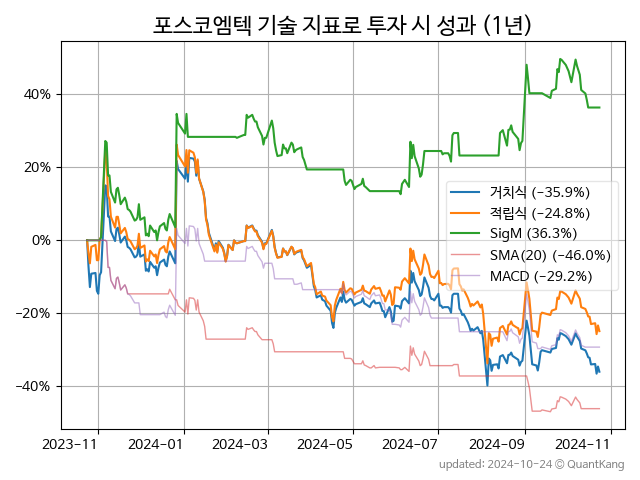 포스코엠텍 기술 지표로 투자 시 성과 (1년)
40%
20%
0%
−20%
−40%
거치식 (−35.9%)
적립식 (−24.8%)
SigM (36.3%)
SMA(20) (−46.0%)
MACD (−29.2%)
2023−11
2024−01
2024−03
2024−05
2024−07
2024−09
2024−11
updated: 2024-10-24 © QuantKang